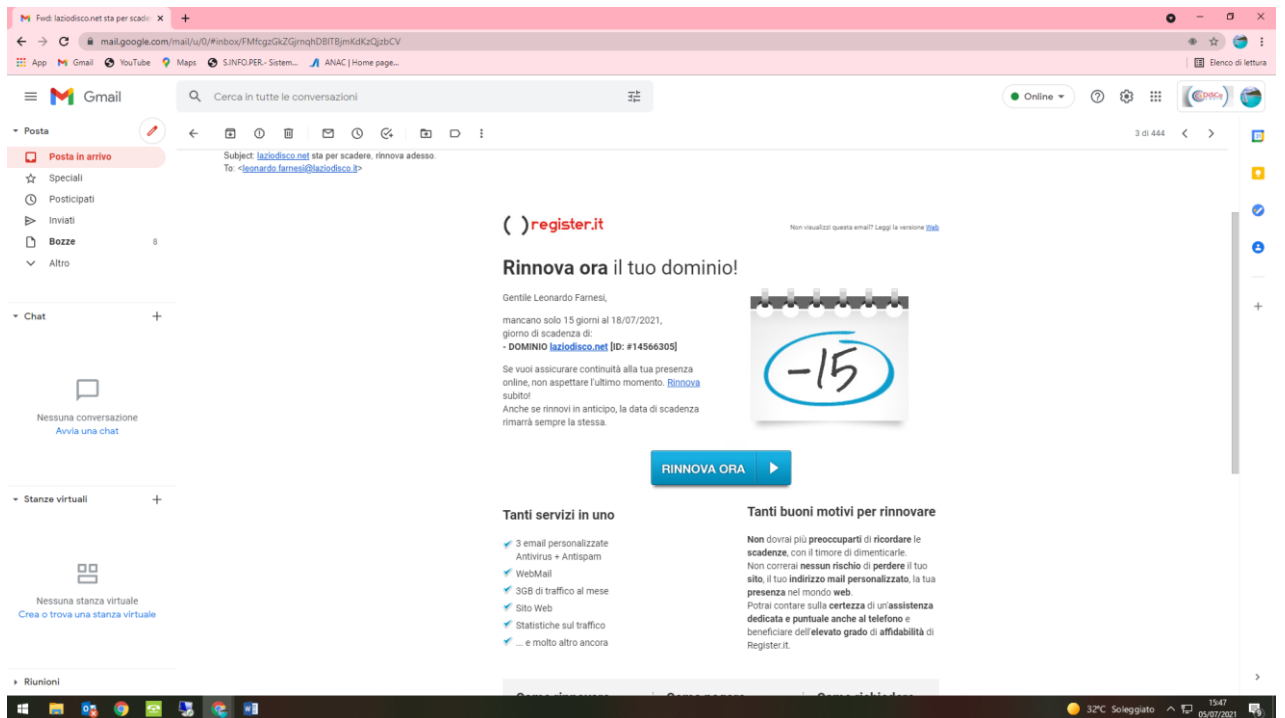 Fwd: laziodisco.net sta per scade
mail.google.com/mail/u/0/#inbox/FMfcgzGkZGjrnqhDBlTBjmKdKzQjzbCV
App Gmail YouTube Maps S.INFO.PER.- Sistem... ANAC | Home page... Elenco di lettura
Gmail
Cerca in tutte le conversazioni
Online
Posta
Posta in arrivo
Speciali
Posticipati
Inviati
Bozze 8
Altro
Chat
Nessuna conversazione
Avvia una chat
Stanze virtuali
Nessuna stanza virtuale
Crea o trova una stanza virtuale
Riunioni
3 di 444
Subject: laziodisco.net sta per scadere, rinnova adesso.
To: <leonardo.farnesi@laziodisco.it>
( ) register.it
Non visualizzi questa email? Leggi la versione Web
Rinnova ora il tuo dominio!
Gentile Leonardo Farnesi,
mancano solo 15 giorni al 18/07/2021,
giorno di scadenza di:
- DOMINIO laziodisco.net [ID: #14566305]
Se vuoi assicurare continuità alla tua presenza
online, non aspettare l'ultimo momento. Rinnova
subito!
Anche se rinnovi in anticipo, la data di scadenza
rimarrà sempre la stessa.
-15
RINNOVA ORA
Tanti servizi in uno
3 email personalizzate
Antivirus + Antispam
WebMail
3GB di traffico al mese
Sito Web
Statistiche sul traffico
... e molto altro ancora
Tanti buoni motivi per rinnovare
Non dovrai più preoccuparti di ricordare le
scadenze, con il timore di dimenticarle.
Non correrai nessun rischio di perdere il tuo
sito, il tuo indirizzo mail personalizzato, la tua
presenza nel mondo web.
Potrai contare sulla certezza di un'assistenza
dedicata e puntuale anche al telefono e
beneficiare dell'elevato grado di affidabilità di
Register.it.
Come rinnovare Come pagare Come richiedere
32°C Soleggiato
15:47
05/07/2021